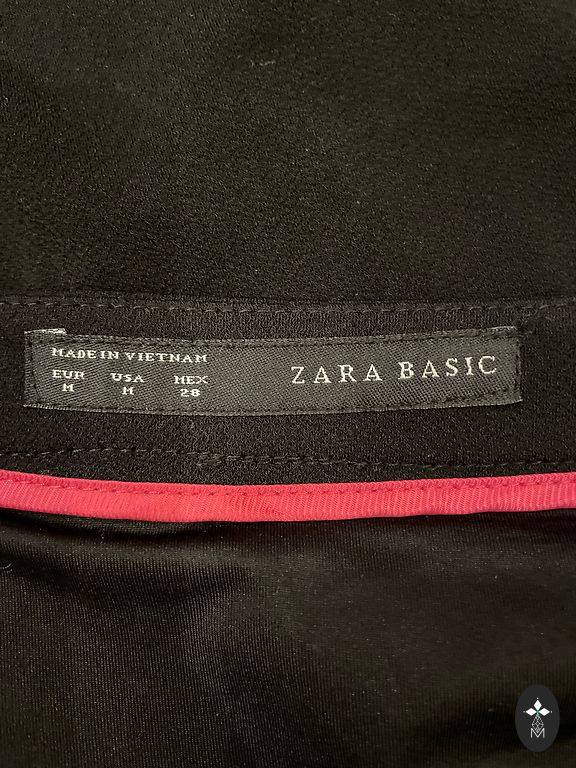 MADE IN VIETNAM
EUR USA MEX
M M 28
ZARA BASIC
M